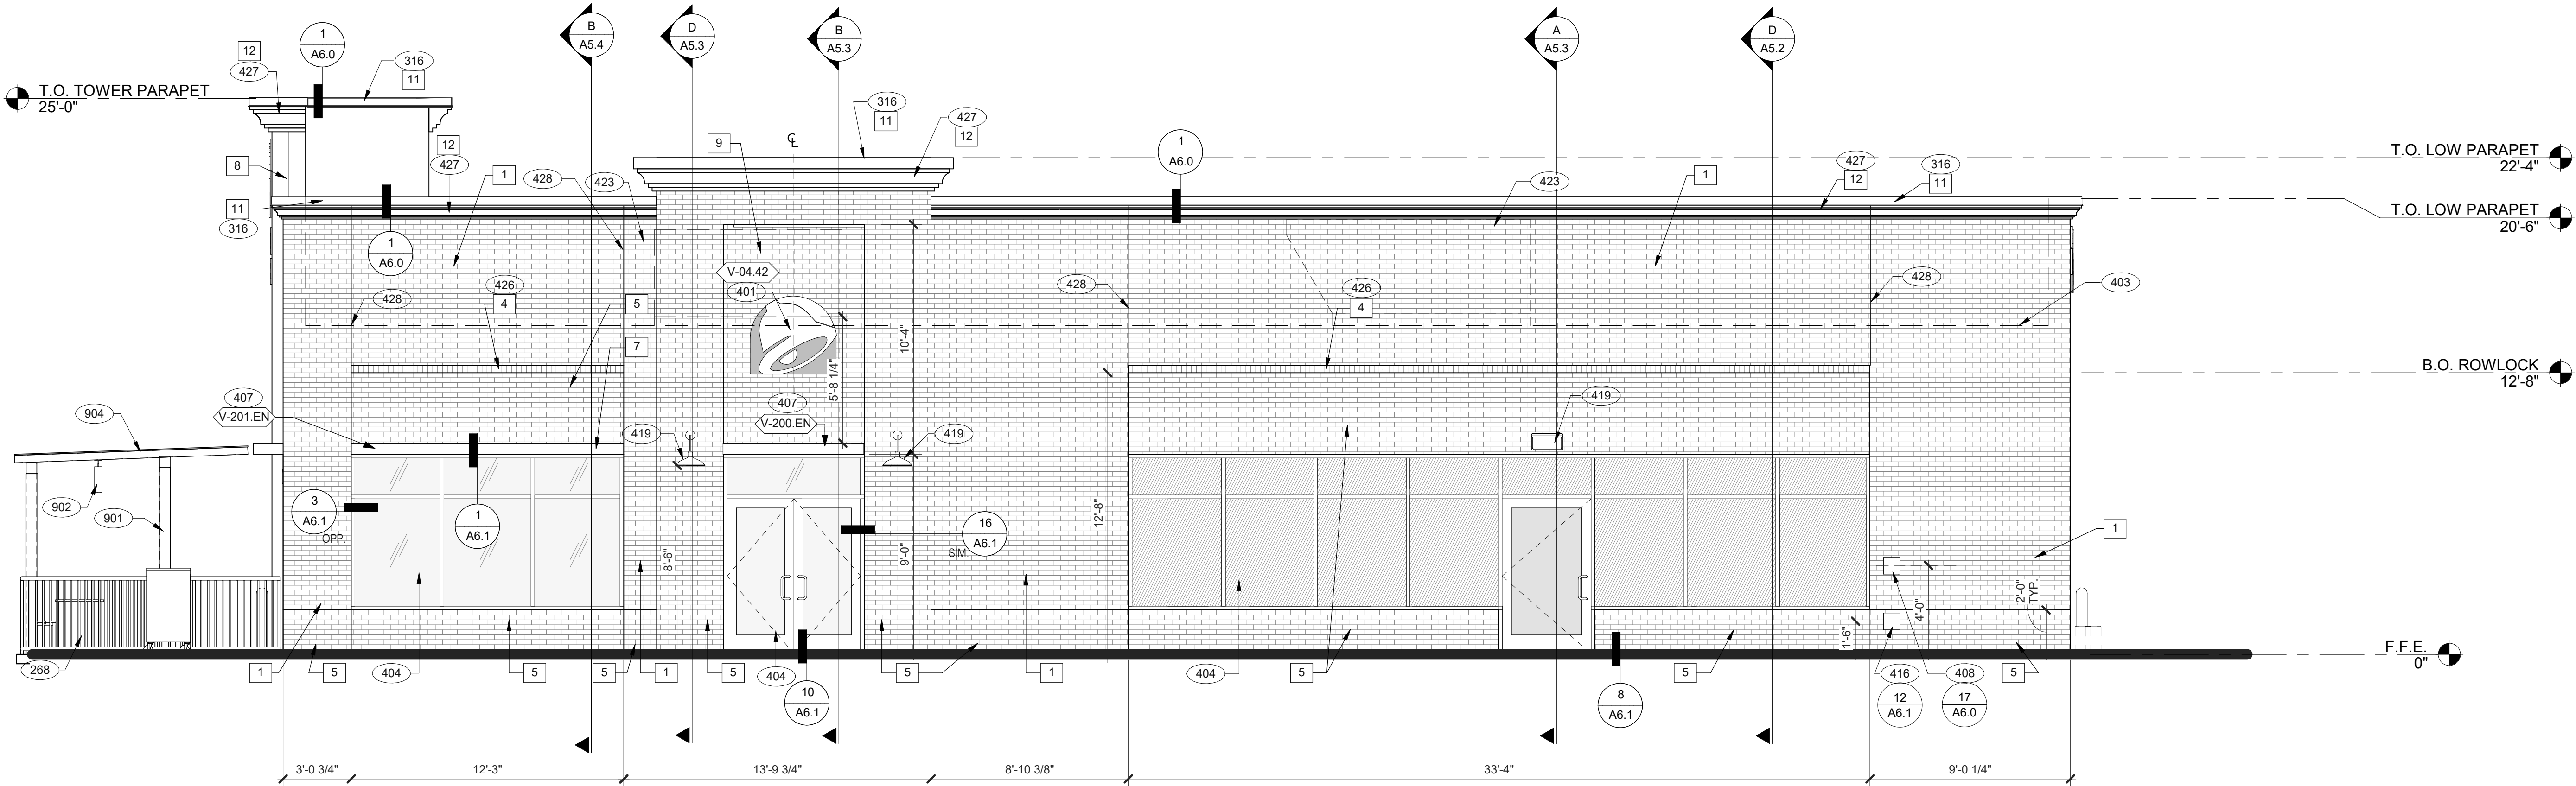 1
A6.0
B
A5.4
D
A5.3
B
A5.3
A
A5.3
D
A5.2
12
427
316
11
T.O. TOWER PARAPET
25'-0"
316
11
427
12
9
℄
1
A6.0
T.O. LOW PARAPET
22'-4"
12
427
8
1
428
423
423
1
427
12
316
11
11
316
T.O. LOW PARAPET
20'-6"
1
A6.0
V-04.42
401
428
426
4
5
428
426
4
428
403
10'-4"
7
5'-8 1/4"
B.O. ROWLOCK
12'-8"
407
V-201.EN
904
407
V-200.EN
419
419
419
902
901
3
A6.1
OPP.
1
A6.1
16
A6.1
SIM.
12'-8"
8'-6"
9'-0"
1
2'-0"
TYP.
4'-0"
1'-6"
268
1
5
404
5
5
1
5
404
5
1
404
5
5
416
12
A6.1
408
17
A6.0
5
F.F.E.
0"
10
A6.1
8
A6.1
3'-0 3/4"
12'-3"
13'-9 3/4"
8'-10 3/8"
33'-4"
9'-0 1/4"